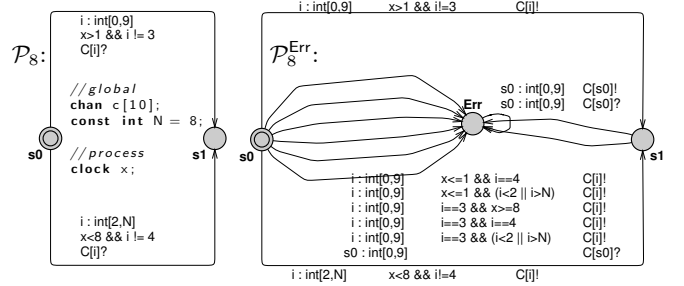 i : int[0,9]
x>1 && i != 3
C[i]?
P8:
//global
chan c[10];
const int N = 8;
s0
s1
//process
clock x;
i : int[2,N]
x<8 && i != 4
C[i]?
i : int[0,9] x>1 && i!=3 C[i]!
P8Err:
Err
s0 : int[0,9] C[s0]!
s0 : int[0,9] C[s0]?
s0
s1
i : int[0,9] x<=1 && i==4 C[i]!
i : int[0,9] x<=1 && (i<2 || i>N) C[i]!
i : int[0,9] i==3 && x>=8 C[i]!
i : int[0,9] i==3 && i==4 C[i]!
i : int[0,9] i==3 && (i<2 || i>N) C[i]!
s0 : int[0,9] C[s0]?
i : int[2,N] x<8 && i!=4 C[i]!